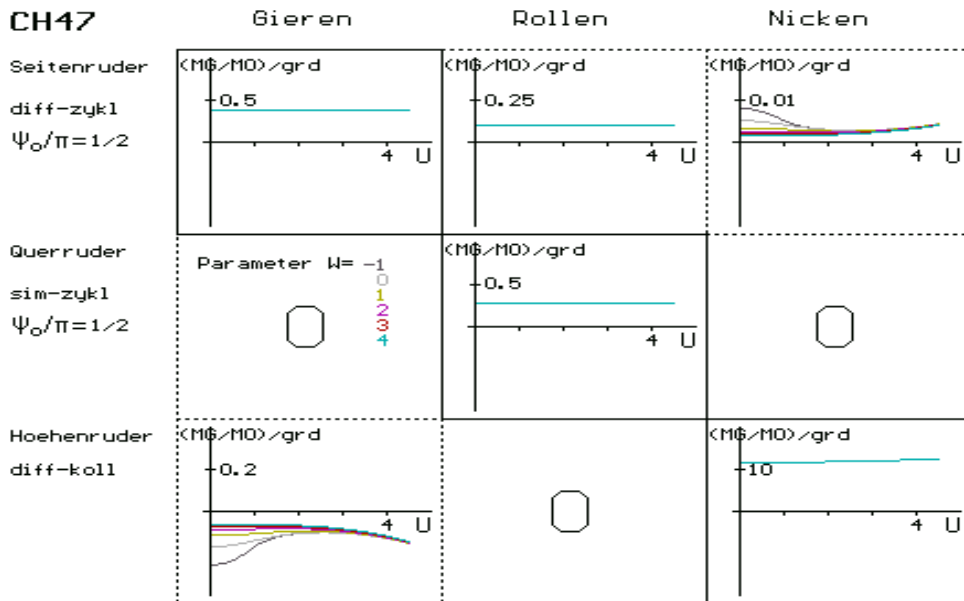 CH47 Gieren Rollen Nicken
Seitenruder
diff-zykl
Ψo/π=1/2
(MG/MO)/grd
0.5
4 U
(MG/MO)/grd
0.25
4 U
(MG/MO)/grd
0.01
4 U
Querruder
sim-zykl
Ψo/π=1/2
Parameter W= -1
0
1
2
3
4
0
(MG/MO)/grd
0.5
4 U
0
Hoehenruder
diff-koll
(MG/MO)/grd
0.2
4 U
0
(MG/MO)/grd
10
4 U